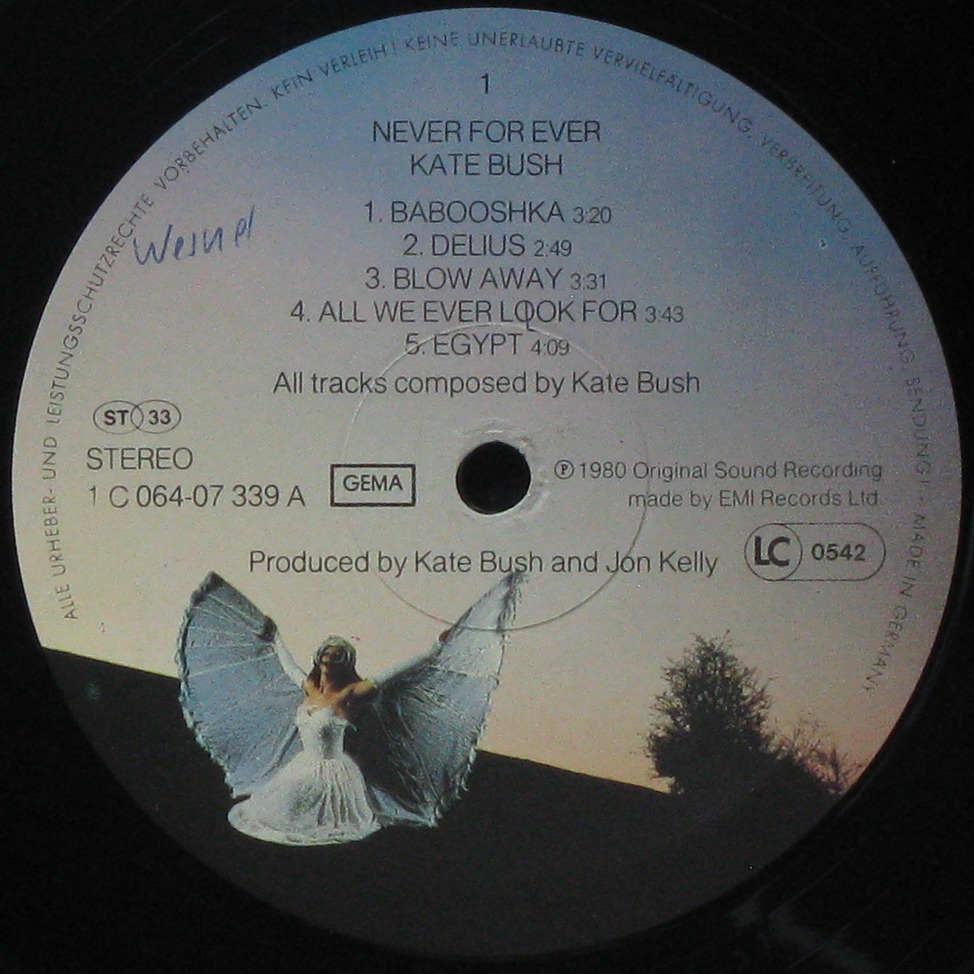 ALLE URHEBER- UND LEISTUNGSSCHUTZRECHTE VORBEHALTEN. KEIN VERLEIH! KEINE UNERLAUBTE VERVIELFÄLTIGUNG, VERBREITUNG, AUFFÜHRUNG, SENDUNG! - MADE IN GERMANY
1
NEVER FOR EVER
KATE BUSH
1. BABOOSHKA 3:20
2. DELIUS 2:49
3. BLOW AWAY 3:31
4. ALL WE EVER LOOK FOR 3:43
5. EGYPT 4:09
All tracks composed by Kate Bush
ST 33
STEREO
1 C 064-07 339 A
GEMA
℗ 1980 Original Sound Recording
made by EMI Records Ltd.
LC 0542
Produced by Kate Bush and Jon Kelly